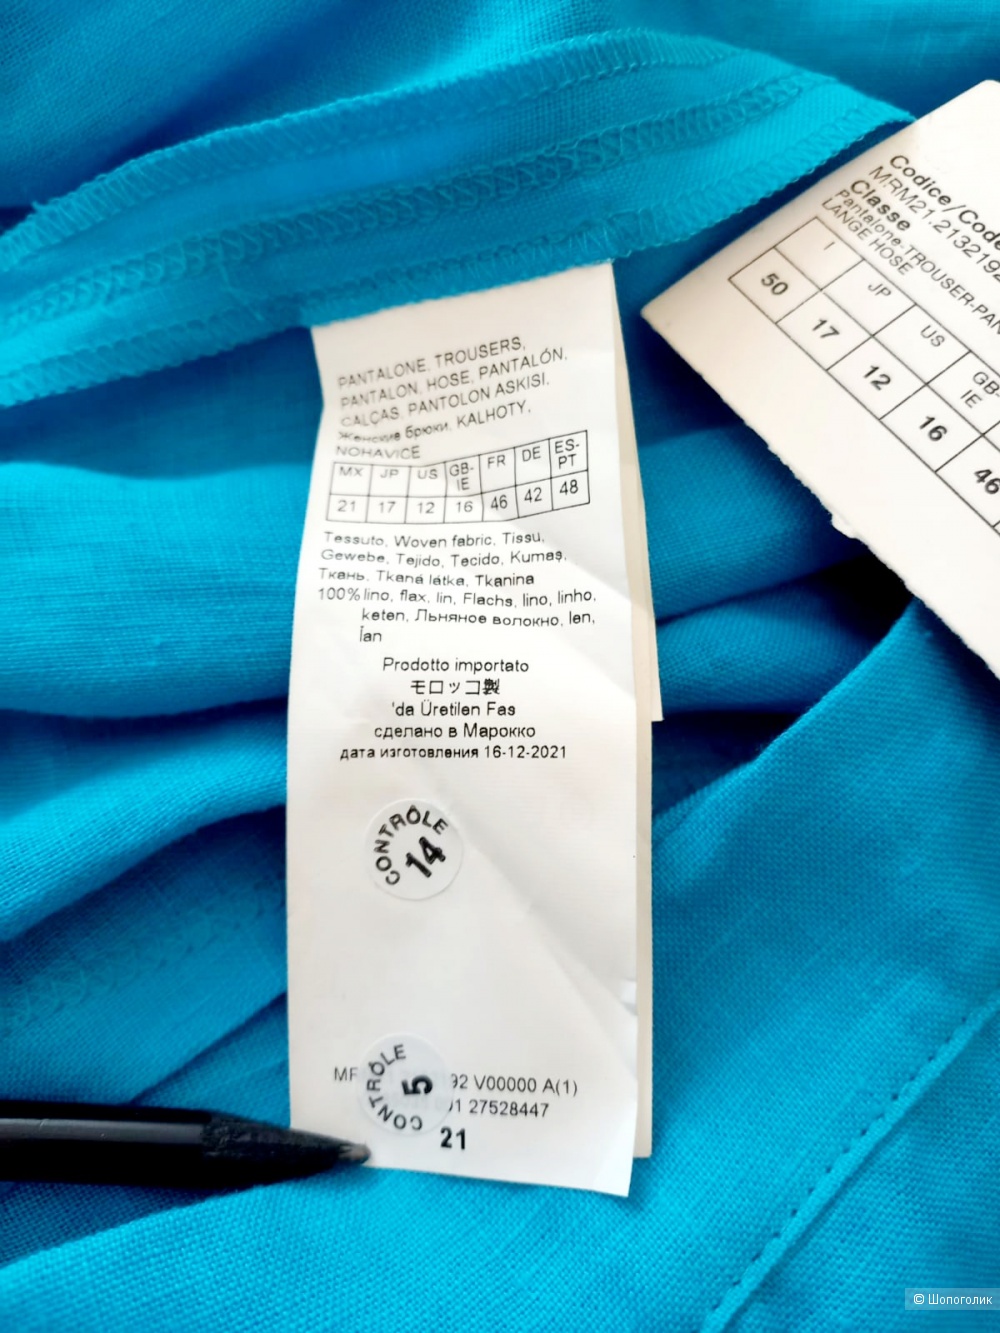 PANTALONE, TROUSERS,
PANTALON, HOSE, PANTALÓN,
CALÇAS, PANTOLON ASKISI,
Женские брюки, KALHOTY,
NOHAVICE
MX JP US GB-IE FR DE ES-PT
21 17 12 16 46 42 48
Tessuto, Woven fabric, Tissu,
Gewebe, Tejido, Tecido, Kumaş,
Ткань, Tkaná látka, Tkanina
100% lino, flax, lin, Flachs, lino, linho,
keten, Льняное волокно, len,
ľan
Prodotto importato
モロッコ製
'da Üretilen Fas
сделано в Марокко
дата изготовления 16-12-2021
CONTRÔLE
14
CONTRÔLE
5
MF 92 V00000 A(1)
01 27528447
21
Codice/Code
MRM21.2132192
Classe
Pantalone-TROUSER-PAN
LANGE HOSE
I JP US GB-IE
50 17 12 16 46
© Шопоголик